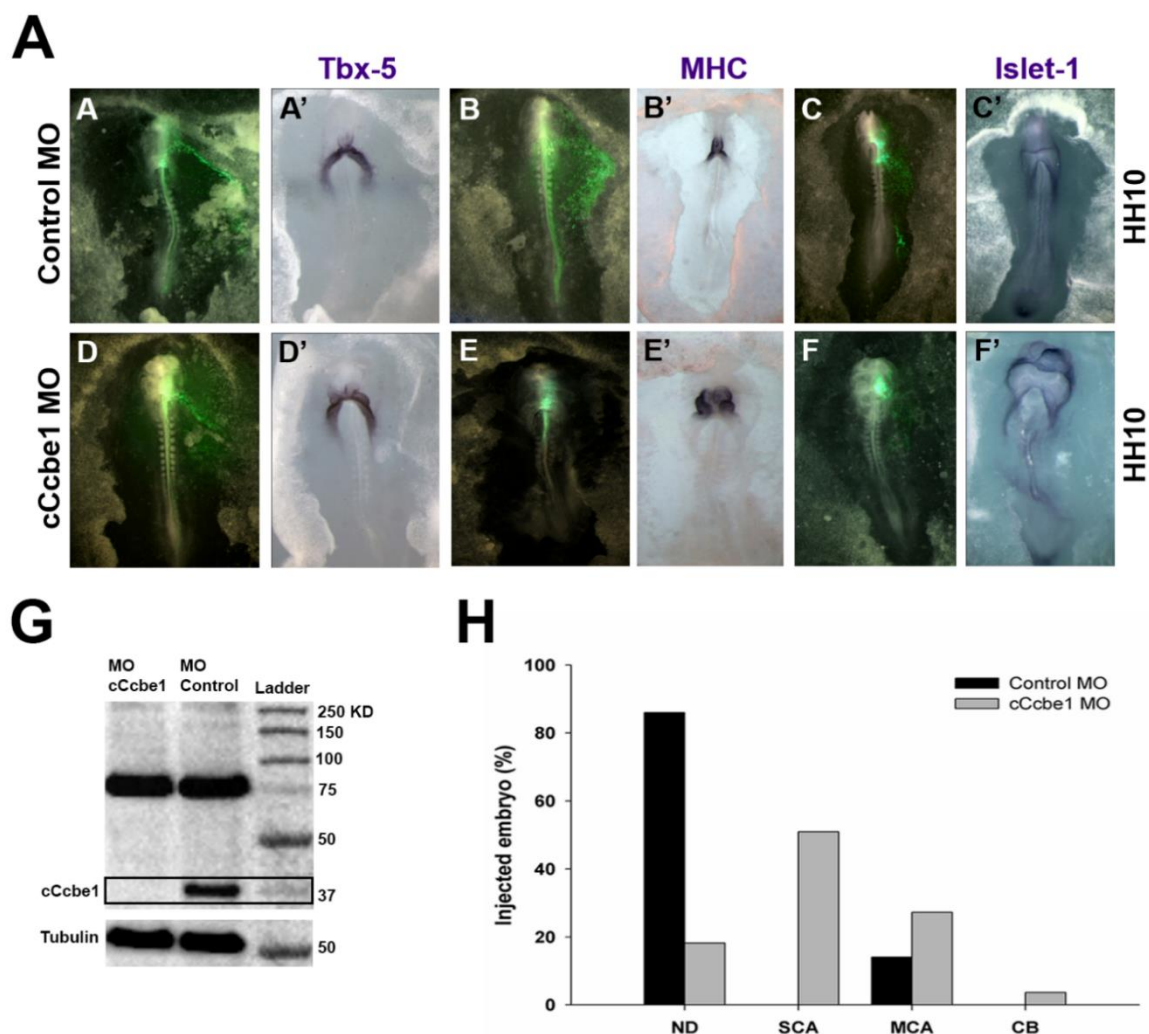 A
Tbx-5 MHC Islet-1
Control MO
A A' B B' C C'
HH10
cCcbe1 MO
D D' E E' F F'
HH10
G
MO MO
cCcbe1 Control Ladder
250 KD
150
100
75
50
cCcbe1 37
Tubulin 50
H
100
80
60
40
20
0
Injected embryo (%)
Control MO
cCcbe1 MO
ND SCA MCA CB